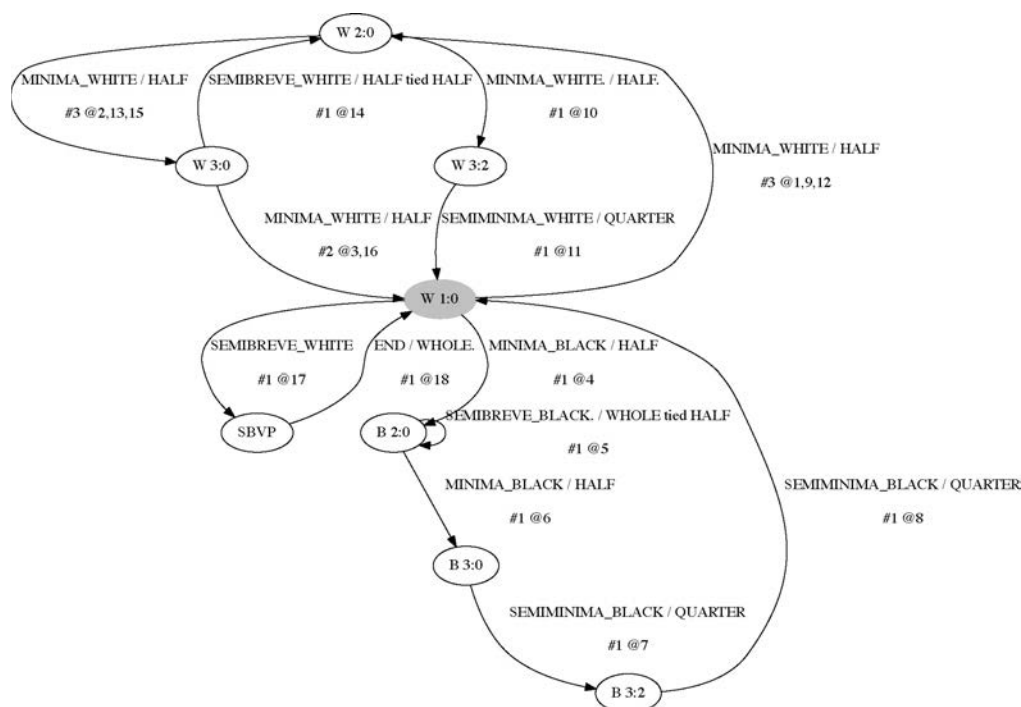 W 2:0
MINIMA_WHITE / HALF
#3 @2,13,15
SEMIBREVE_WHITE / HALF tied HALF
#1 @14
MINIMA_WHITE. / HALF.
#1 @10
MINIMA_WHITE / HALF
#3 @1,9,12
W 3:0
W 3:2
MINIMA_WHITE / HALF
#2 @3,16
SEMIMINIMA_WHITE / QUARTER
#1 @11
W 1:0
SEMIBREVE_WHITE
#1 @17
END / WHOLE.
#1 @18
MINIMA_BLACK / HALF
#1 @4
SBVP
B 2:0
SEMIBREVE_BLACK. / WHOLE tied HALF
#1 @5
MINIMA_BLACK / HALF
#1 @6
SEMIMINIMA_BLACK / QUARTER
#1 @8
B 3:0
SEMIMINIMA_BLACK / QUARTER
#1 @7
B 3:2